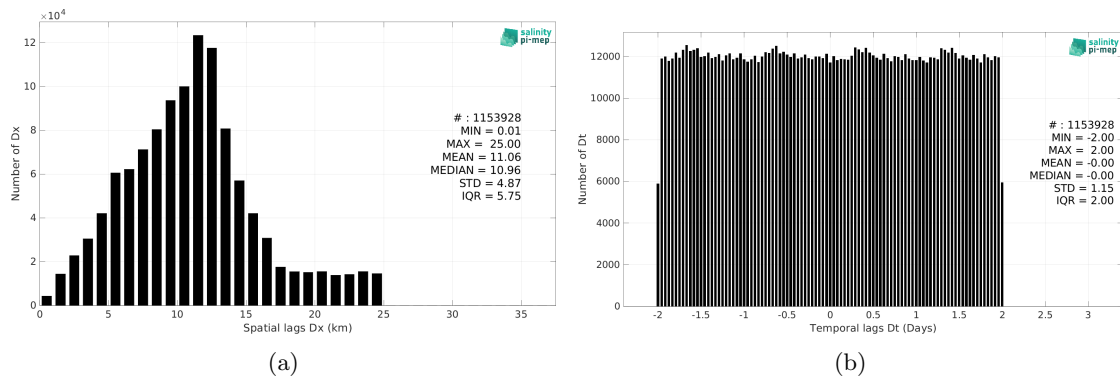 ×10⁴
12
10
8
6
4
2
0
Number of Dx
0 5 10 15 20 25 30 35
Spatial lags Dx (km)
salinity
pi-mep
# : 1153928
MIN = 0.01
MAX = 25.00
MEAN = 11.06
MEDIAN = 10.96
STD = 4.87
IQR = 5.75
(a)
12000
10000
8000
6000
4000
2000
0
Number of Dt
-2 -1.5 -1 -0.5 0 0.5 1 1.5 2 2.5 3
Temporal lags Dt (Days)
salinity
pi-mep
# : 1153928
MIN = -2.00
MAX = 2.00
MEAN = -0.00
MEDIAN = -0.00
STD = 1.15
IQR = 2.00
(b)